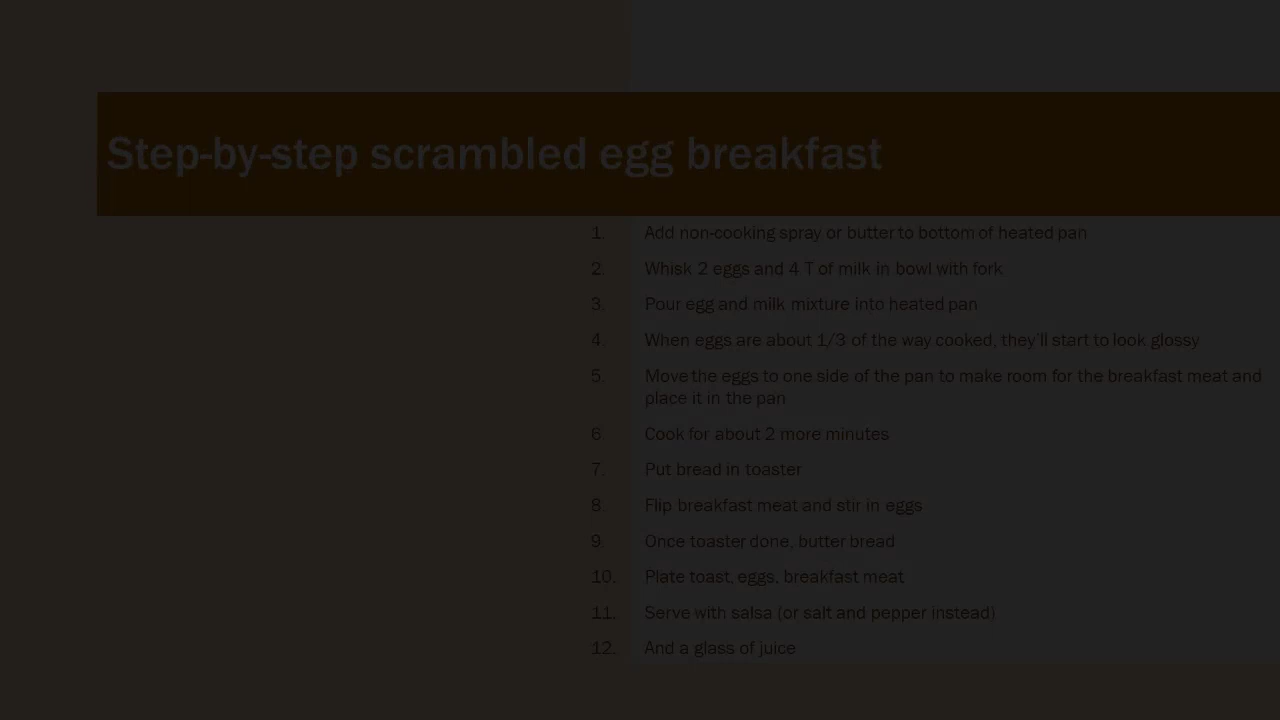 Step-by-step scrambled egg breakfast
1. Add non-cooking spray or butter to bottom of heated pan
2. Whisk 2 eggs and 4 T of milk in bowl with fork
3. Pour egg and milk mixture into heated pan
4. When eggs are about 1/3 of the way cooked, they'll start to look glossy
5. Move the eggs to one side of the pan to make room for the breakfast meat and
place it in the pan
6. Cook for about 2 more minutes
7. Put bread in toaster
8. Flip breakfast meat and stir in eggs
9. Once toaster done, butter bread
10. Plate toast, eggs, breakfast meat
11. Serve with salsa (or salt and pepper instead)
12. And a glass of juice